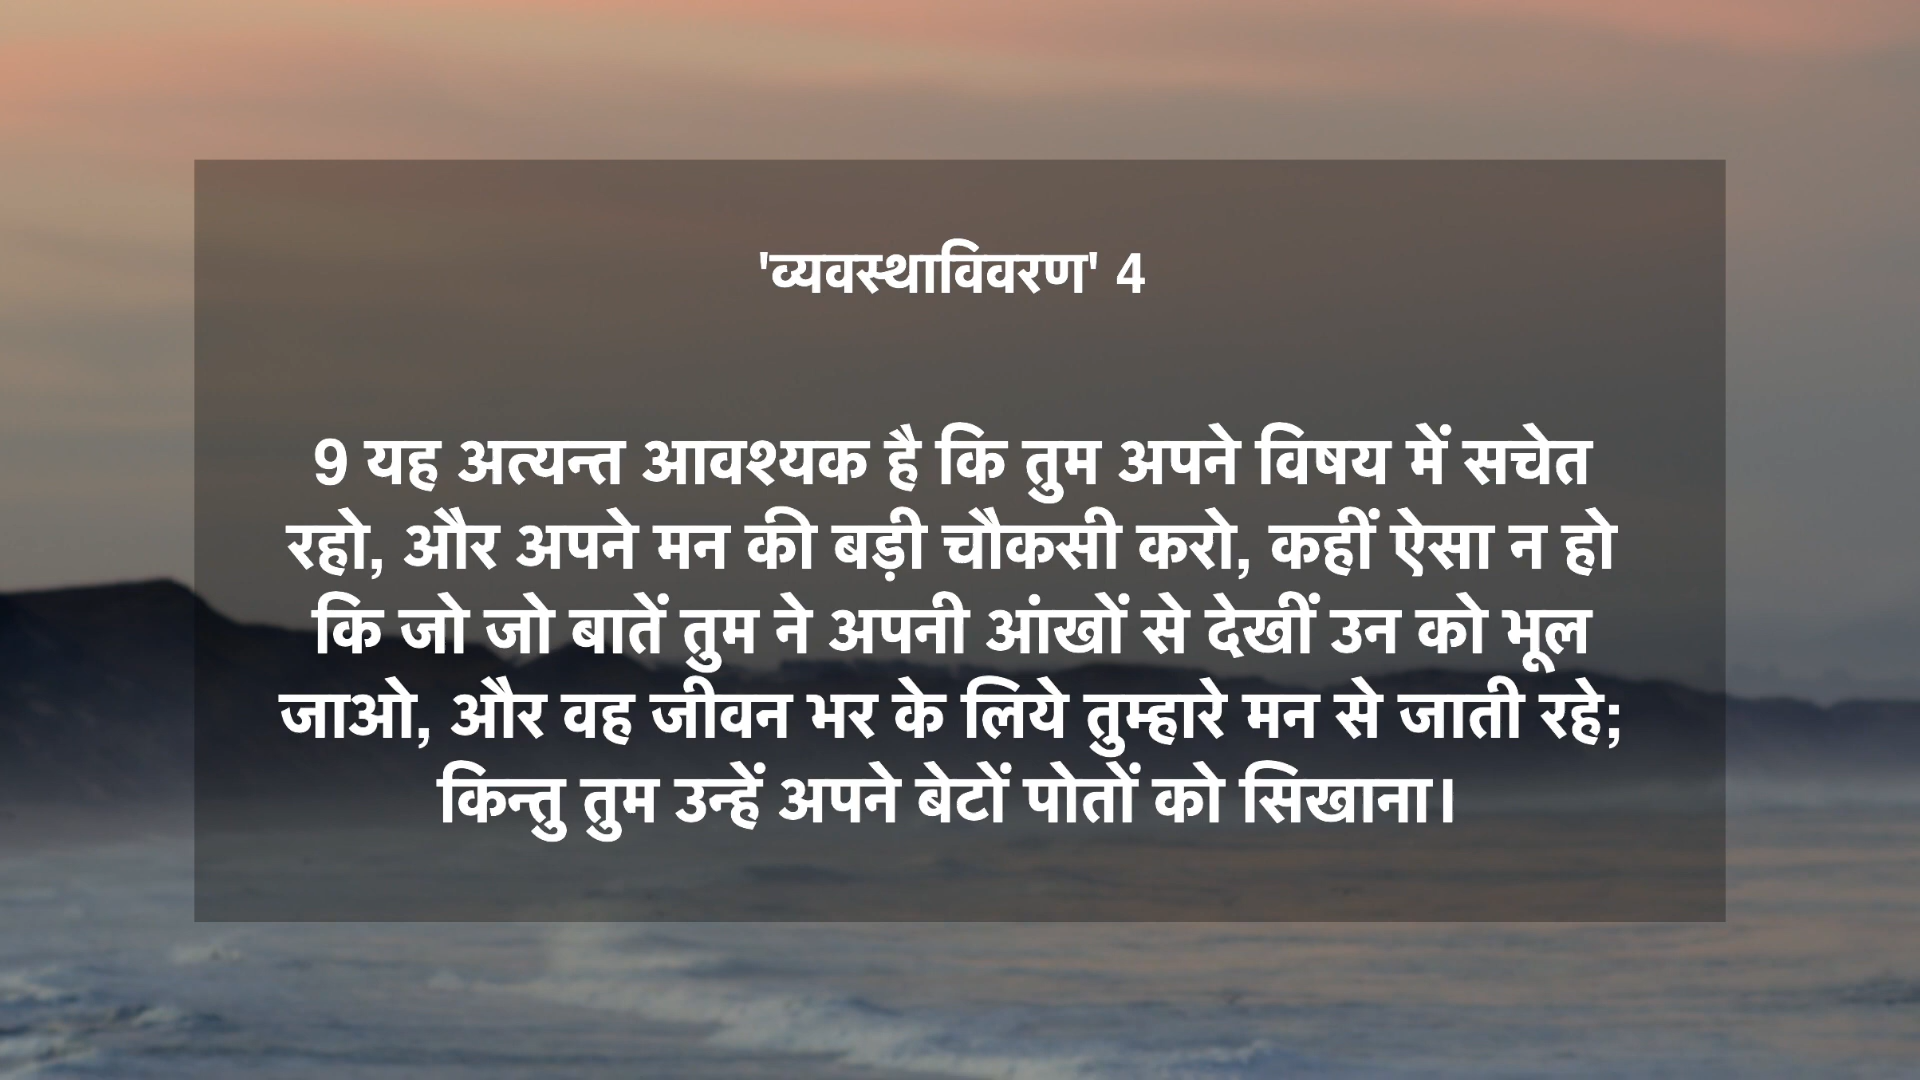 'व्यवस्थाविवरण' 4
9 यह अत्यन्त आवश्यक है कि तुम अपने विषय में सचेत
रहो, और अपने मन की बड़ी चौकसी करो, कहीं ऐसा न हो
कि जो जो बातें तुम ने अपनी आंखों से देखीं उन को भूल
जाओ, और वह जीवन भर के लिये तुम्हारे मन से जाती रहे;
किन्तु तुम उन्हें अपने बेटों पोतों को सिखाना।